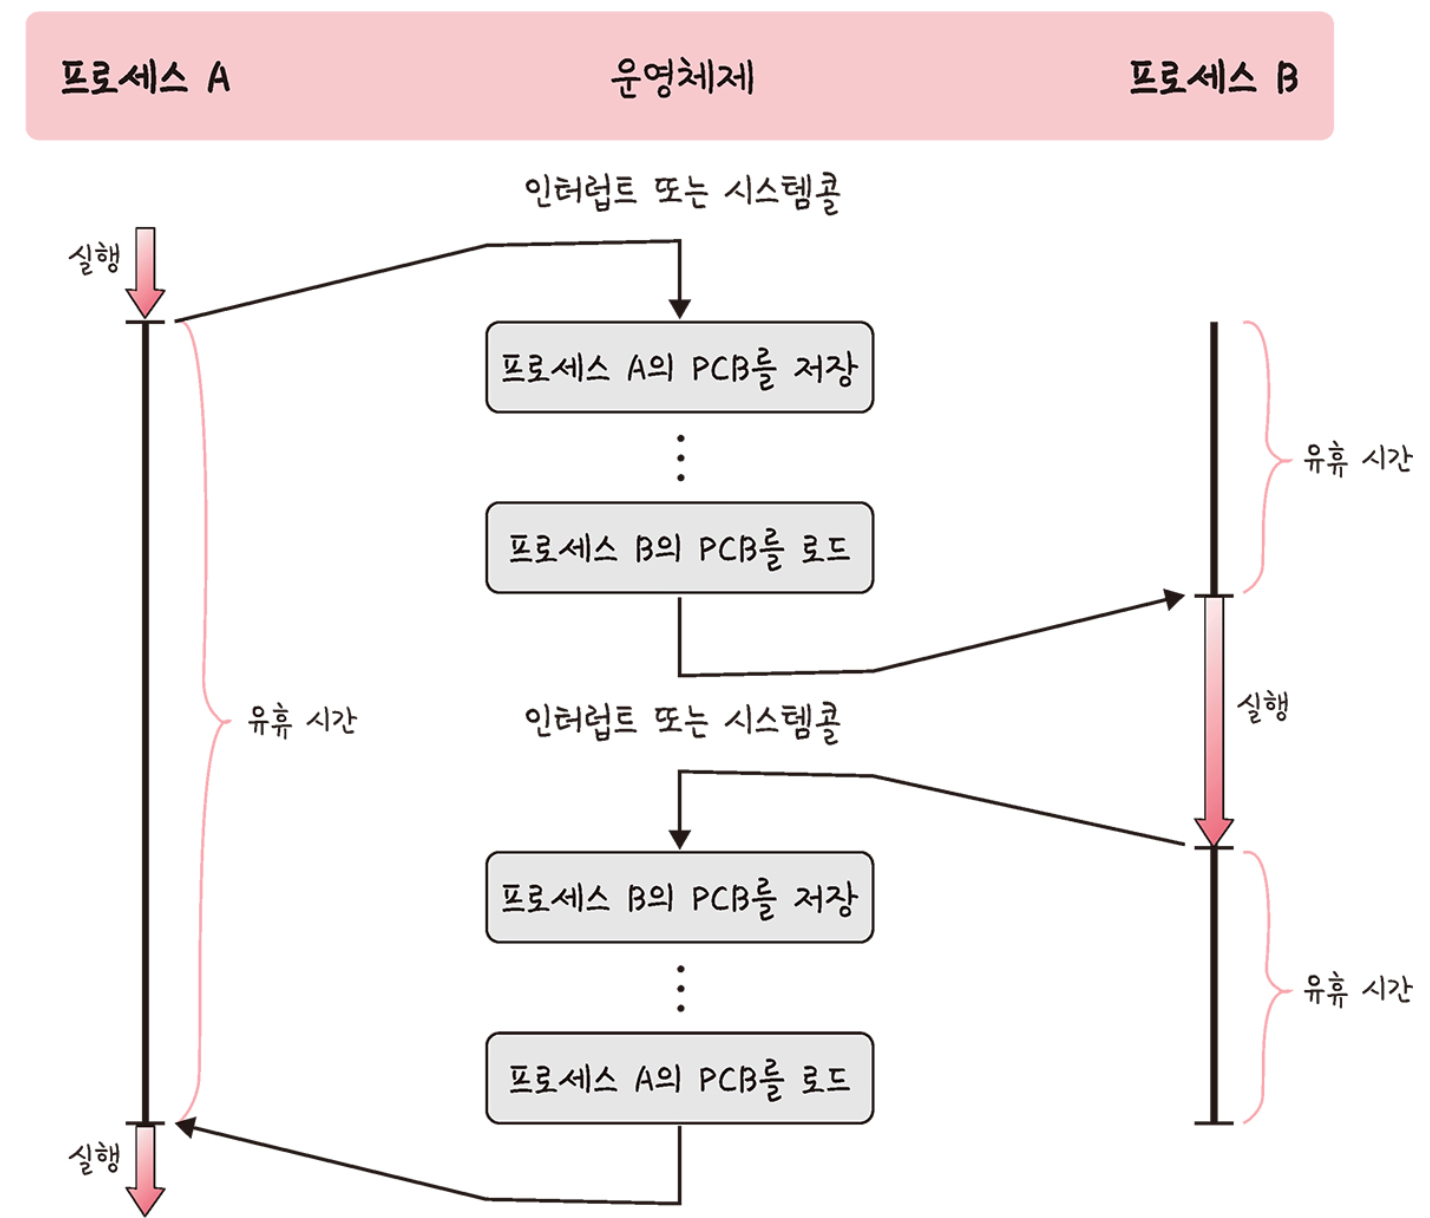 프로세스 A 운영체제 프로세스 B
인터럽트 또는 시스템콜
실행
프로세스 A의 PCB를 저장
유휴 시간
프로세스 B의 PCB를 로드
실행
유휴 시간
인터럽트 또는 시스템콜
프로세스 B의 PCB를 저장
유휴 시간
프로세스 A의 PCB를 로드
실행